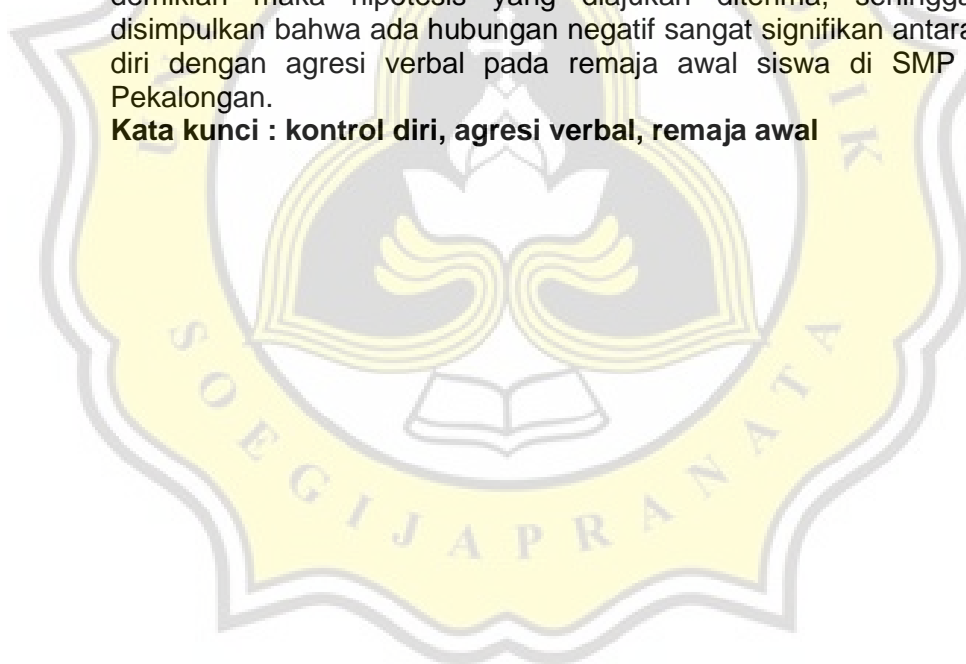 demikian maka hipotesis yang diajukan diterima, sehingga
disimpulkan bahwa ada hubungan negatif sangat signifikan antara
diri dengan agresi verbal pada remaja awal siswa di SMP
Pekalongan.
Kata kunci : kontrol diri, agresi verbal, remaja awal
SOEGIJAPRANATA